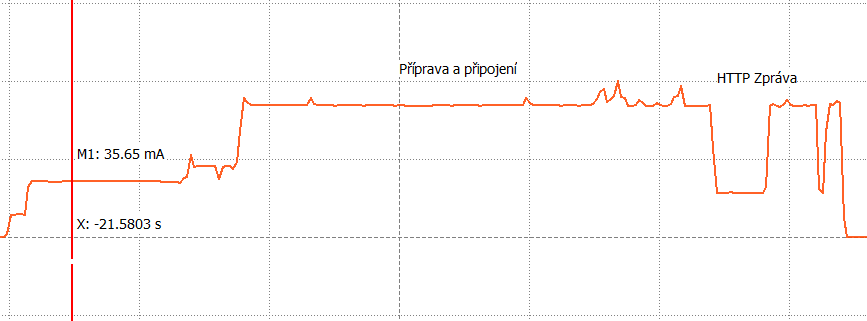 Příprava a připojení
HTTP Zpráva
M1: 35.65 mA
X: -21.5803 s